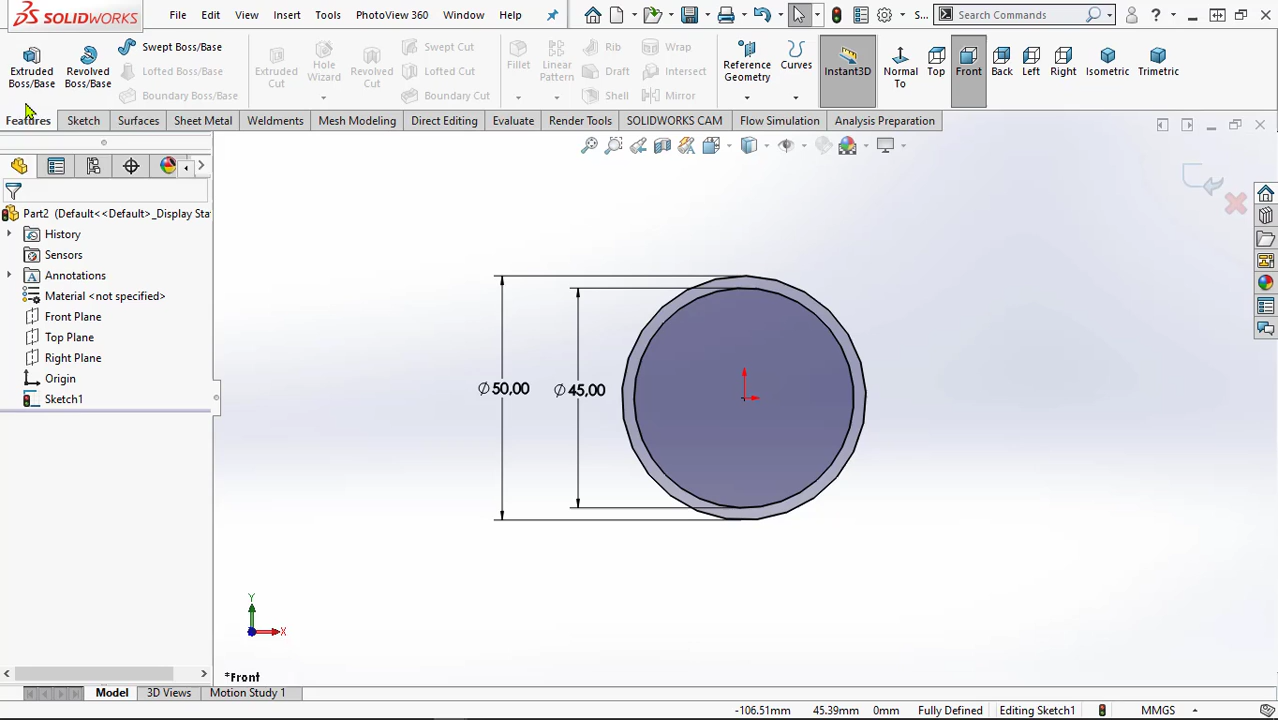 SOLIDWORKS File Edit View Insert Tools PhotoView 360 Window Help S... Search Commands
Extruded Boss/Base
Revolved Boss/Base
Swept Boss/Base
Lofted Boss/Base
Boundary Boss/Base
Extruded Cut
Hole Wizard
Revolved Cut
Swept Cut
Lofted Cut
Boundary Cut
Fillet
Linear Pattern
Rib
Draft
Shell
Wrap
Intersect
Mirror
Reference Geometry
Curves
Instant3D
Normal To
Top
Front
Back
Left
Right
Isometric
Trimetric
Features Sketch Surfaces Sheet Metal Weldments Mesh Modeling Direct Editing Evaluate Render Tools SOLIDWORKS CAM Flow Simulation Analysis Preparation
Part2 (Default<<Default>_Display Sta
History
Sensors
Annotations
Material <not specified>
Front Plane
Top Plane
Right Plane
Origin
Sketch1
∅50,00 ∅45,00
Y
X
*Front
Model 3D Views Motion Study 1
-106.51mm 45.39mm 0mm Fully Defined Editing Sketch1 MMGS